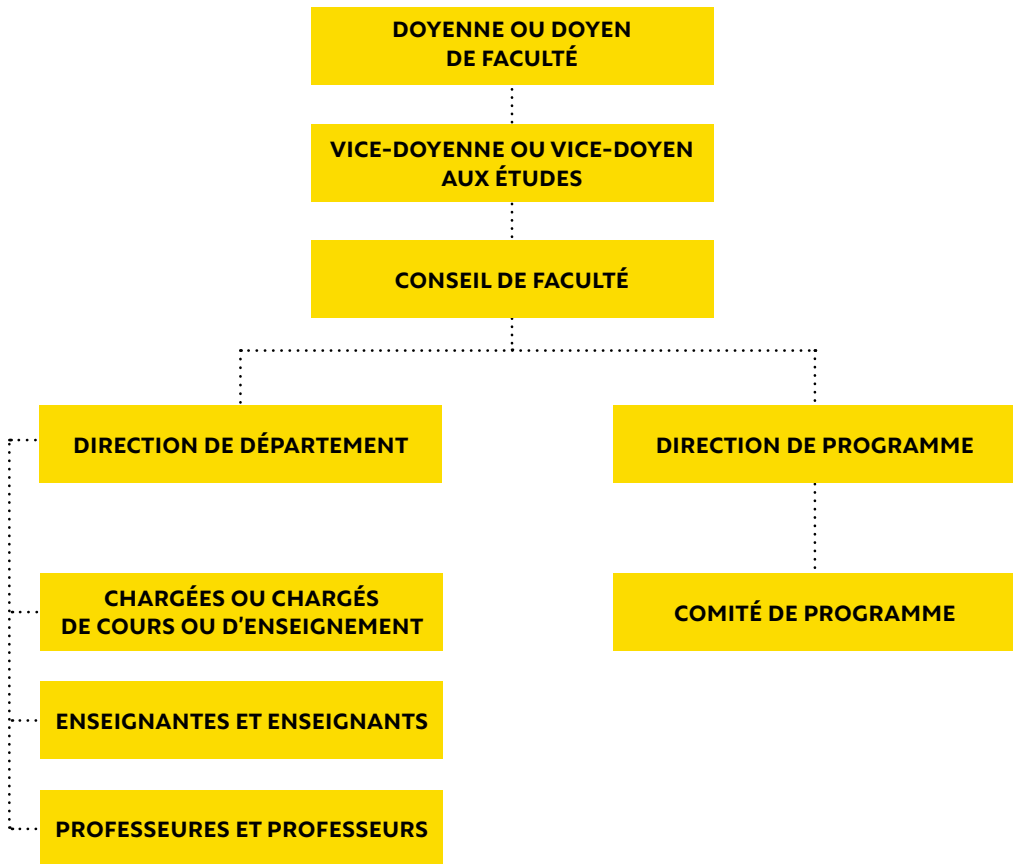 DOYENNE OU DOYEN
DE FACULTÉ
VICE-DOYENNE OU VICE-DOYEN
AUX ÉTUDES
CONSEIL DE FACULTÉ
DIRECTION DE DÉPARTEMENT
DIRECTION DE PROGRAMME
CHARGÉES OU CHARGÉS
DE COURS OU D'ENSEIGNEMENT
COMITÉ DE PROGRAMME
ENSEIGNANTES ET ENSEIGNANTS
PROFESSEURES ET PROFESSEURS